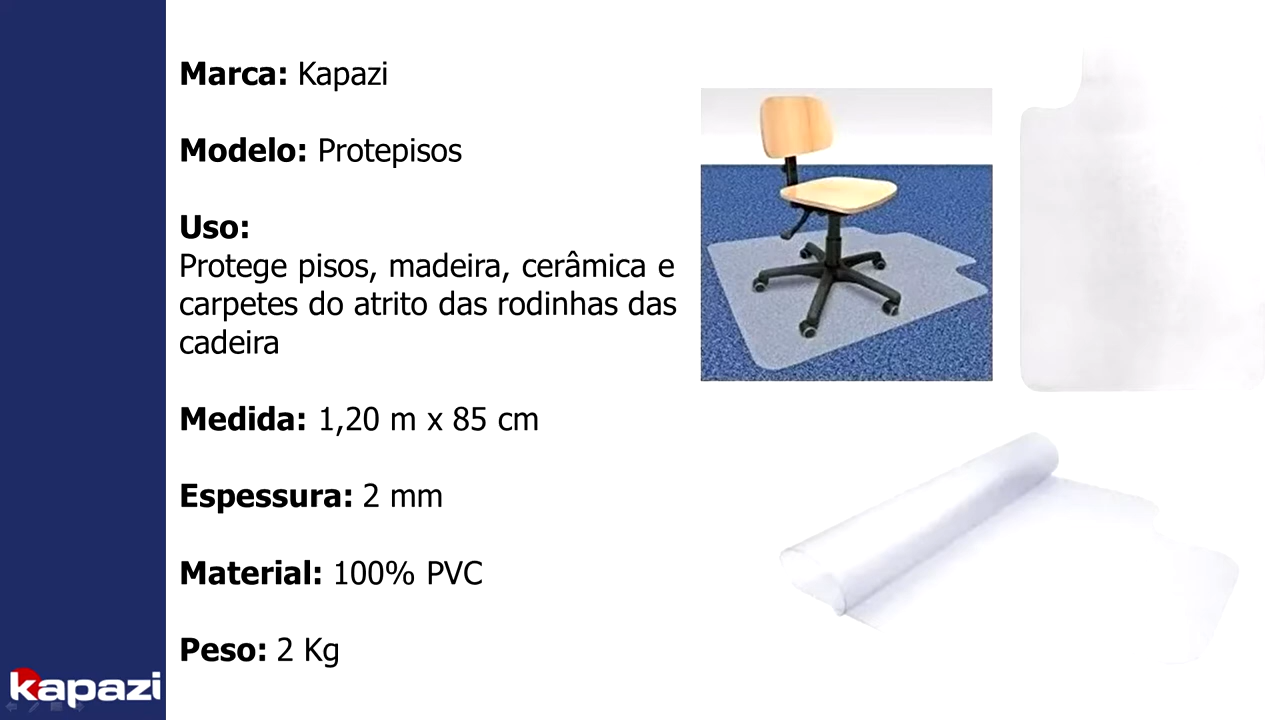 Marca: Kapazi
Modelo: Protepisos
Uso:
Protege pisos, madeira, cerâmica e
carpetes do atrito das rodinhas das
cadeira
Medida: 1,20 m x 85 cm
Espessura: 2 mm
Material: 100% PVC
Peso: 2 Kg
kapazi